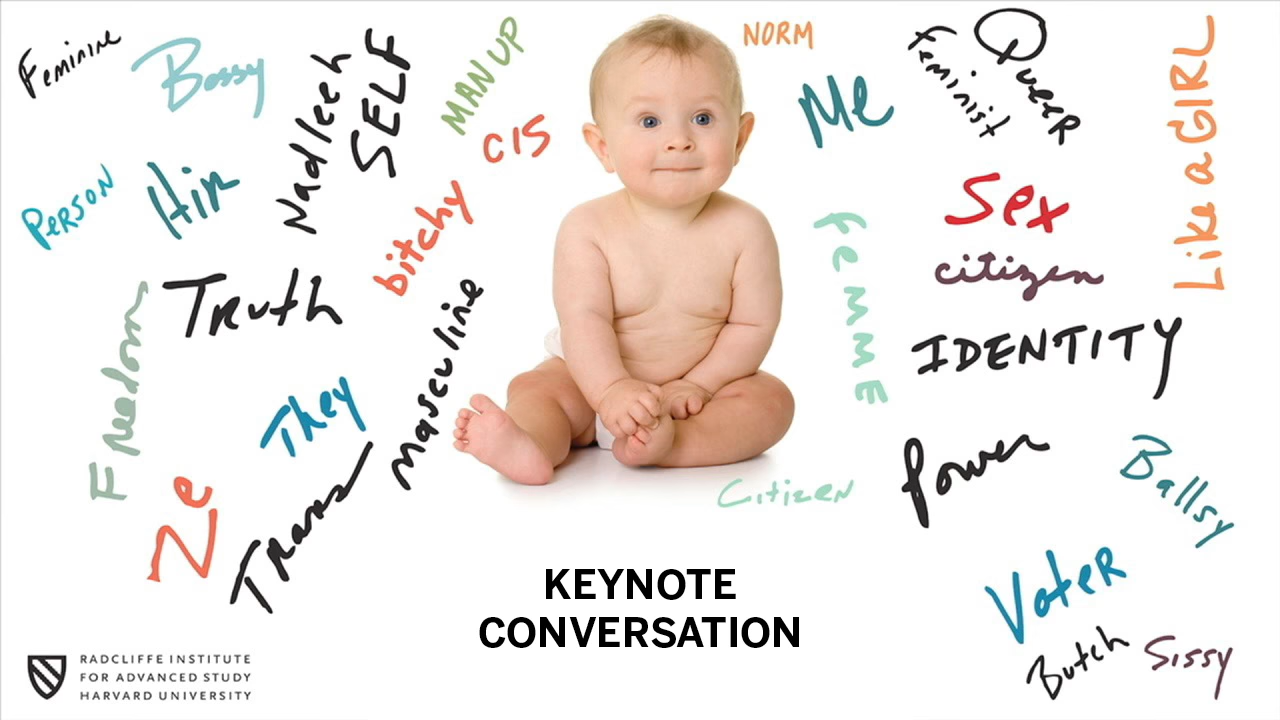 Feminine
Bossy
Nadleeh
SELF
MAN UP
CIS
NORM
Me
Feminist
QueeR
Like a GIRL
PeRSON
bitchy
Sex
citizen
Femme
Truth
Masculine
IDENTITY
Freedom
They
Ze
Trans
Citizen
Power
Ballsy
VoteR
Butch
Sissy
KEYNOTE
CONVERSATION
RADCLIFFE INSTITUTE
FOR ADVANCED STUDY
HARVARD UNIVERSITY